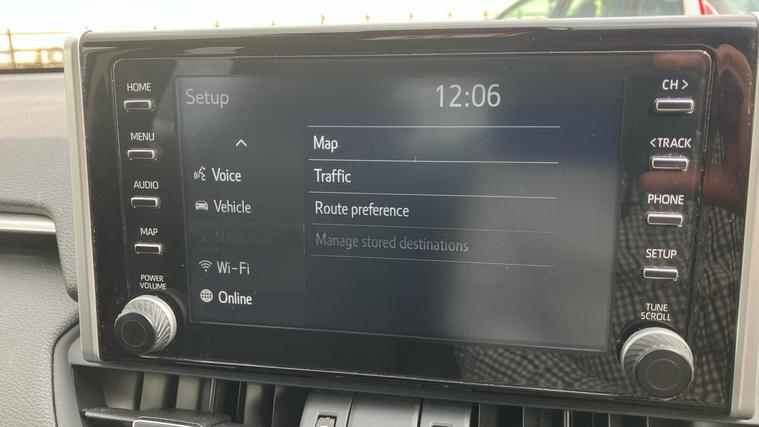 HOME
MENU
AUDIO
MAP
POWER
VOLUME
Setup
12:06
Voice
Vehicle
Navigation
Wi-Fi
Online
Map
Traffic
Route preference
Manage stored destinations
CH >
< TRACK
PHONE
SETUP
TUNE
SCROLL